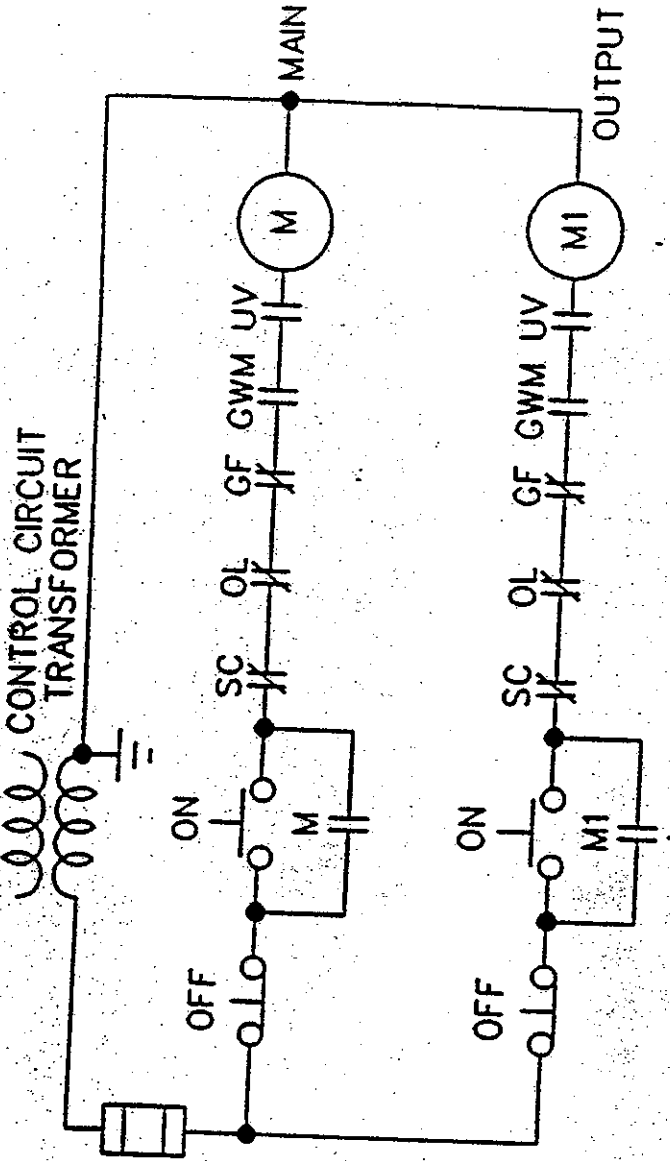 CONTROL CIRCUIT
TRANSFORMER
OFF
ON
M
SC
OL
GF
GWM
UV
M
MAIN
OFF
ON
M1
SC
OL
GF
GWM
UV
M1
OUTPUT